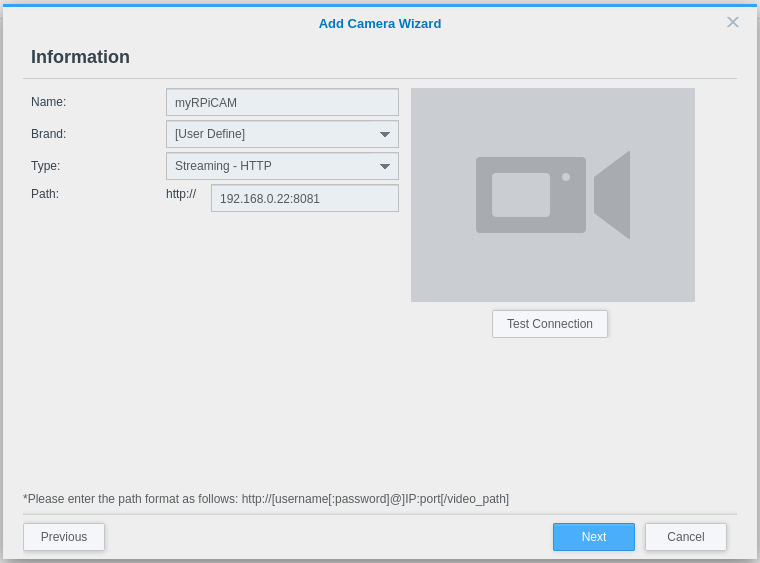 Add Camera Wizard
Information
Name: myRPiCAM
Brand: [User Define]
Type: Streaming - HTTP
Path: http:// 192.168.0.22:8081
Test Connection
*Please enter the path format as follows: http://[username[:password]@]IP:port[/video_path]
Previous Next Cancel